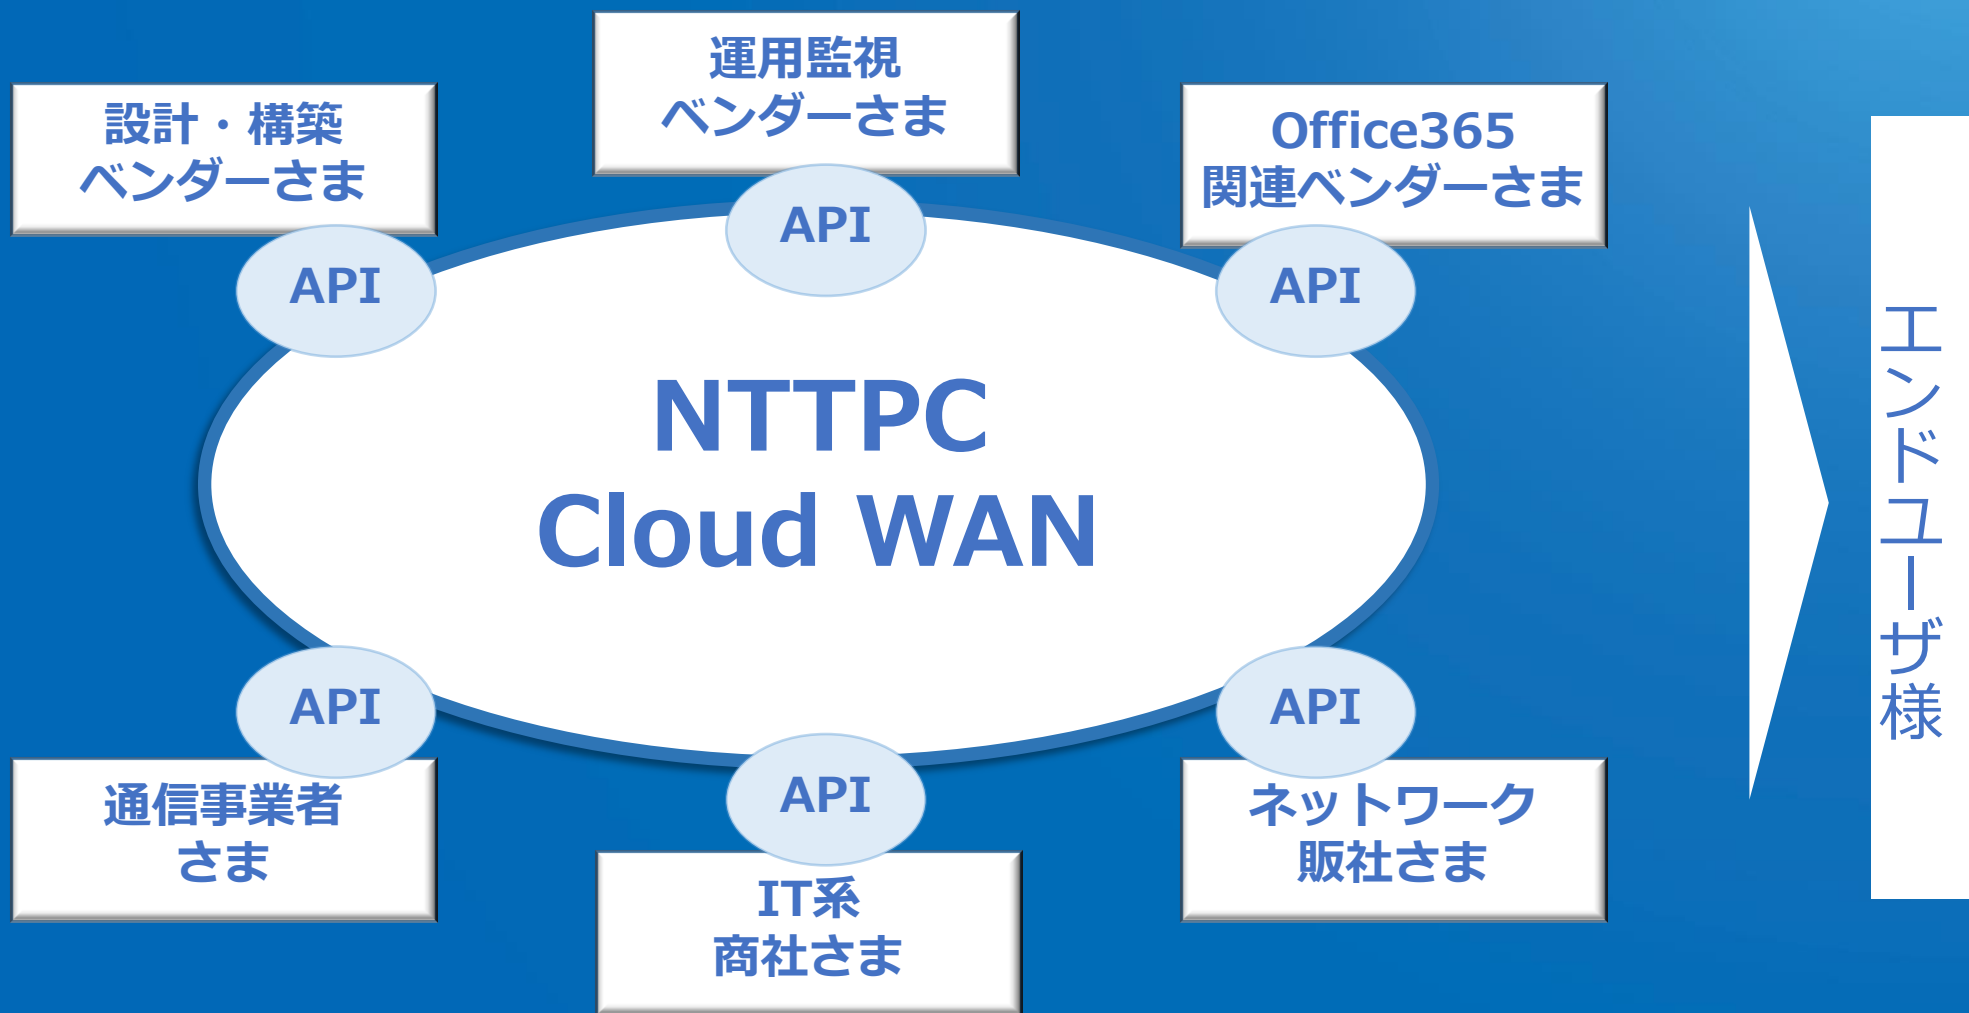 運用監視
ベンダーさま
設計・構築
ベンダーさま
Office365
関連ベンダーさま
API
API
API
NTTPC
Cloud WAN
API
API
API
通信事業者
さま
IT系
商社さま
ネットワーク
販社さま
エンドユーザ様